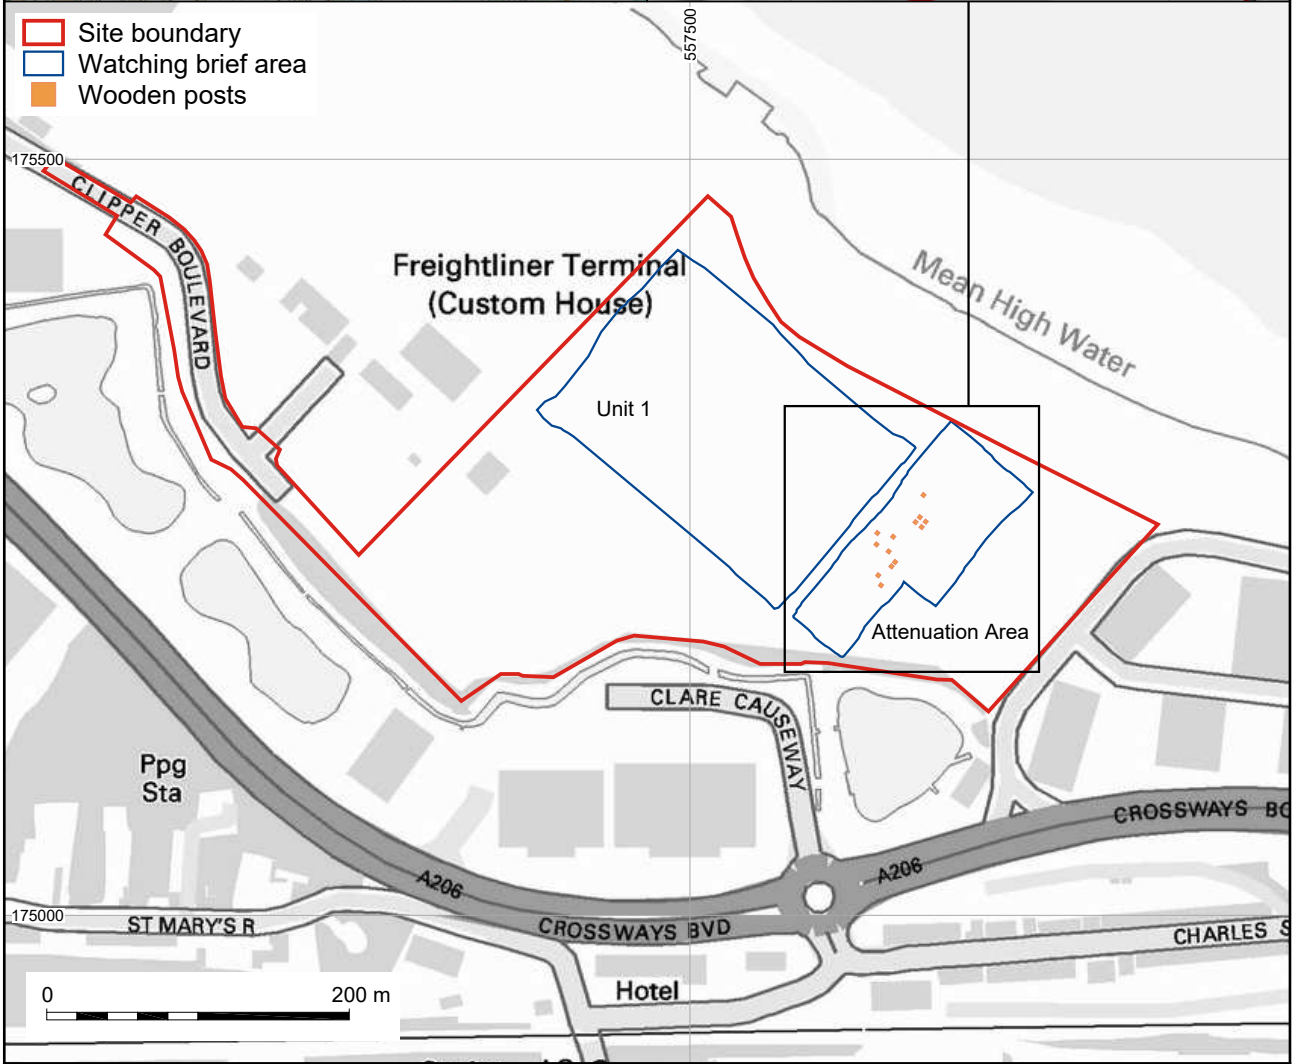 Site boundary
Watching brief area
Wooden posts
557500
175500
CLIPPER BOULEVARD
Freightliner Terminal
(Custom House)
Mean High Water
Unit 1
Attenuation Area
CLARE CAUSEWAY
Ppg
Sta
CROSSWAYS BO
A206
A206
175000
ST MARY'S R
CROSSWAYS BVD
CHARLES S
Hotel
0 200 m